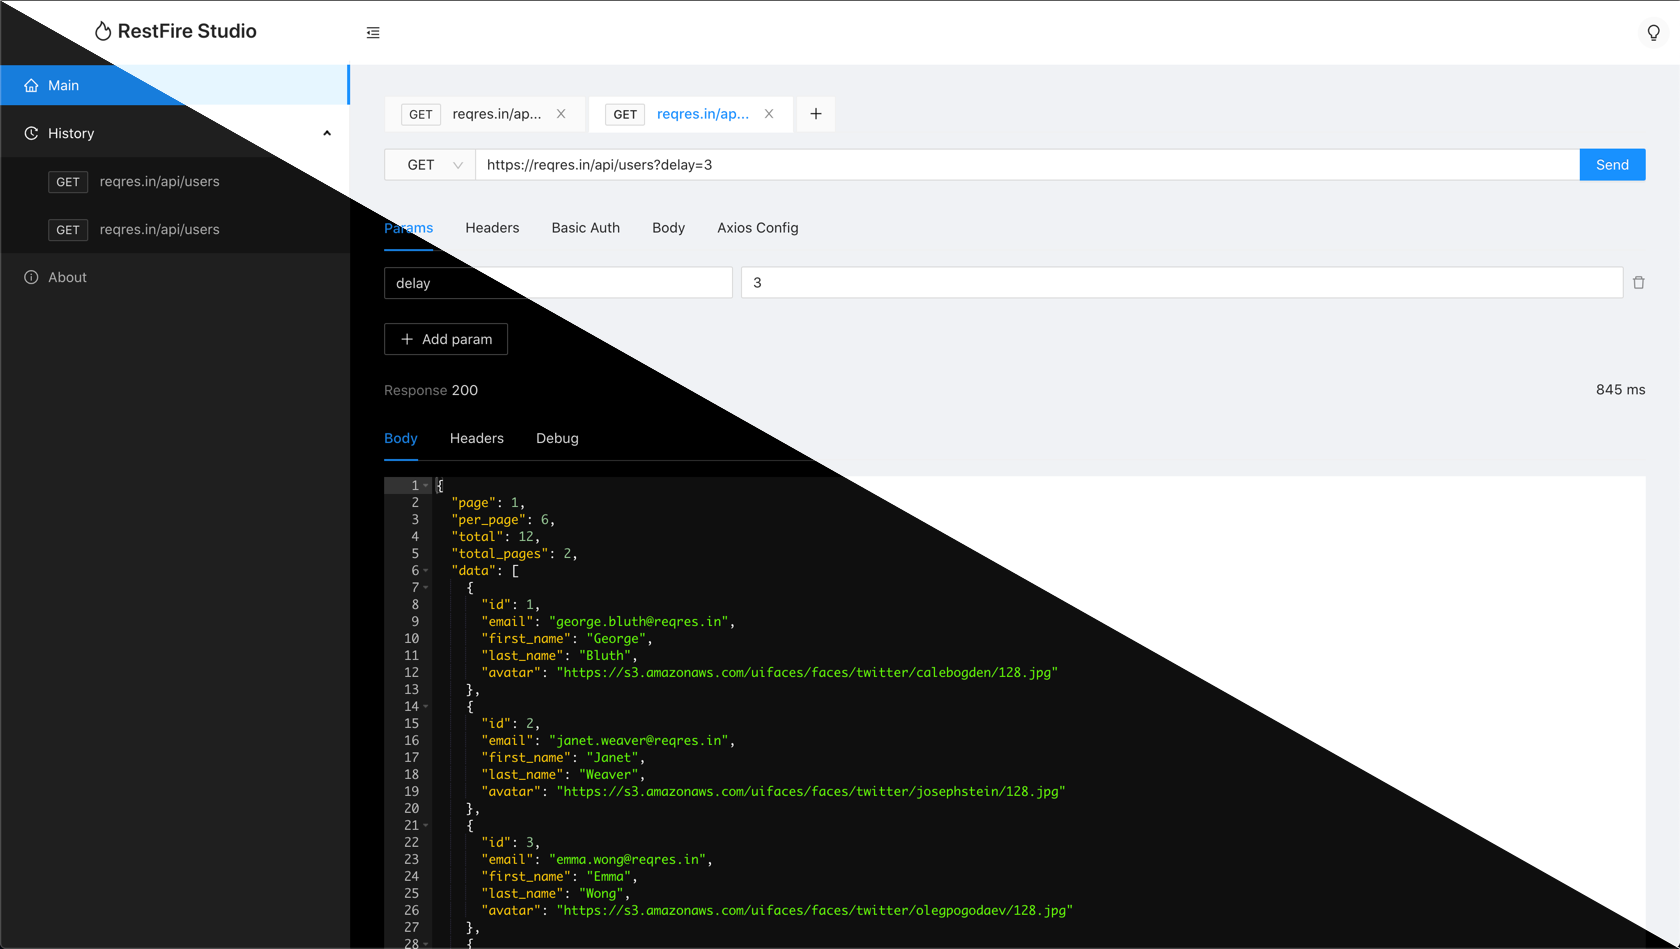 RestFire Studio
Main
History
GET reqres.in/api/users
GET reqres.in/api/users
About
GET reqres.in/ap... GET reqres.in/ap...
GET https://reqres.in/api/users?delay=3 Send
Params Headers Basic Auth Body Axios Config
delay 3
+ Add param
Response 200 845 ms
Body Headers Debug
1 {
2 "page": 1,
3 "per_page": 6,
4 "total": 12,
5 "total_pages": 2,
6 "data": [
7 {
8 "id": 1,
9 "email": "george.bluth@reqres.in",
10 "first_name": "George",
11 "last_name": "Bluth",
12 "avatar": "https://s3.amazonaws.com/uifaces/faces/twitter/calebogden/128.jpg"
13 },
14 {
15 "id": 2,
16 "email": "janet.weaver@reqres.in",
17 "first_name": "Janet",
18 "last_name": "Weaver",
19 "avatar": "https://s3.amazonaws.com/uifaces/faces/twitter/josephstein/128.jpg"
20 },
21 {
22 "id": 3,
23 "email": "emma.wong@reqres.in",
24 "first_name": "Emma",
25 "last_name": "Wong",
26 "avatar": "https://s3.amazonaws.com/uifaces/faces/twitter/olegpogodaev/128.jpg"
27 },
28 {